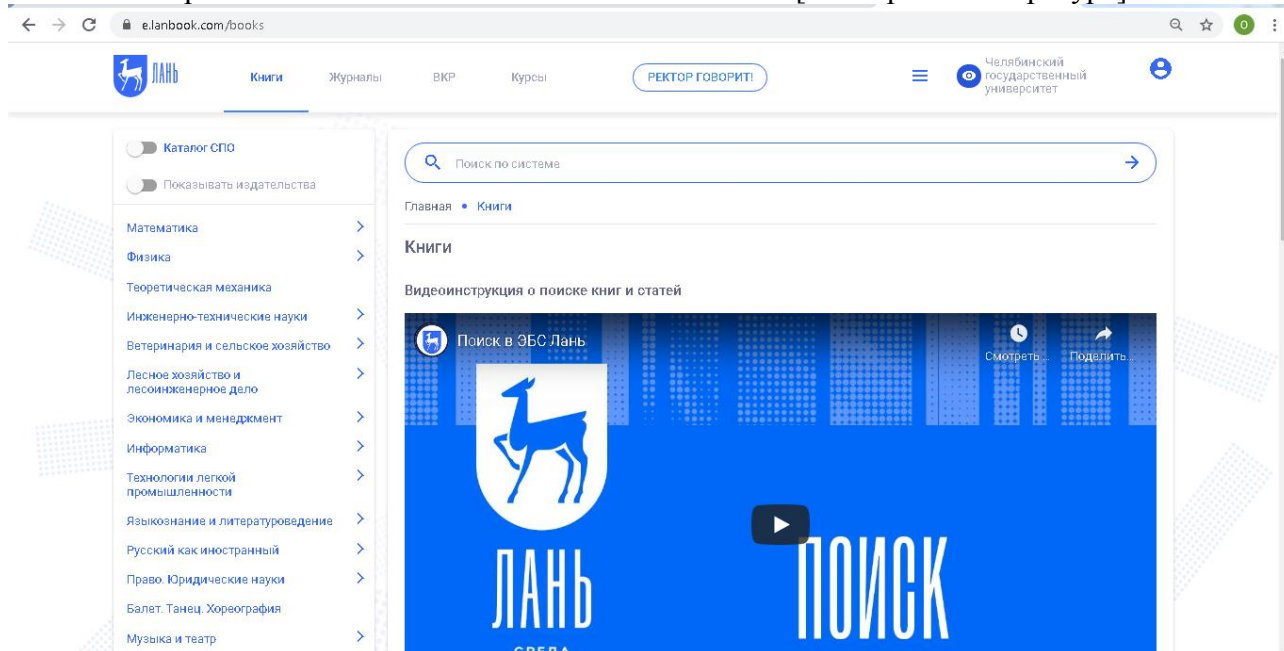 e.lanbook.com/books
О
ЛАНЬ
Книги
Журналы
ВКР
Курсы
РЕКТОР ГОВОРИТ!
Челябинский
государственный
университет
Каталог СПО
Показывать издательства
Математика
Физика
Теоретическая механика
Инженерно-технические науки
Ветеринария и сельское хозяйство
Лесное хозяйство и
лесоинженерное дело
Экономика и менеджмент
Информатика
Технологии легкой
промышленности
Языкознание и литературоведение
Русский как иностранный
Право. Юридические науки
Балет. Танец. Хореография
Музыка и театр
Поиск по системе
Главная • Книги
Книги
Видеоинструкция о поиске книг и статей
Поиск в ЭБС Лань
Смотреть ...
Поделить...
ЛАНЬ
ПОИСК